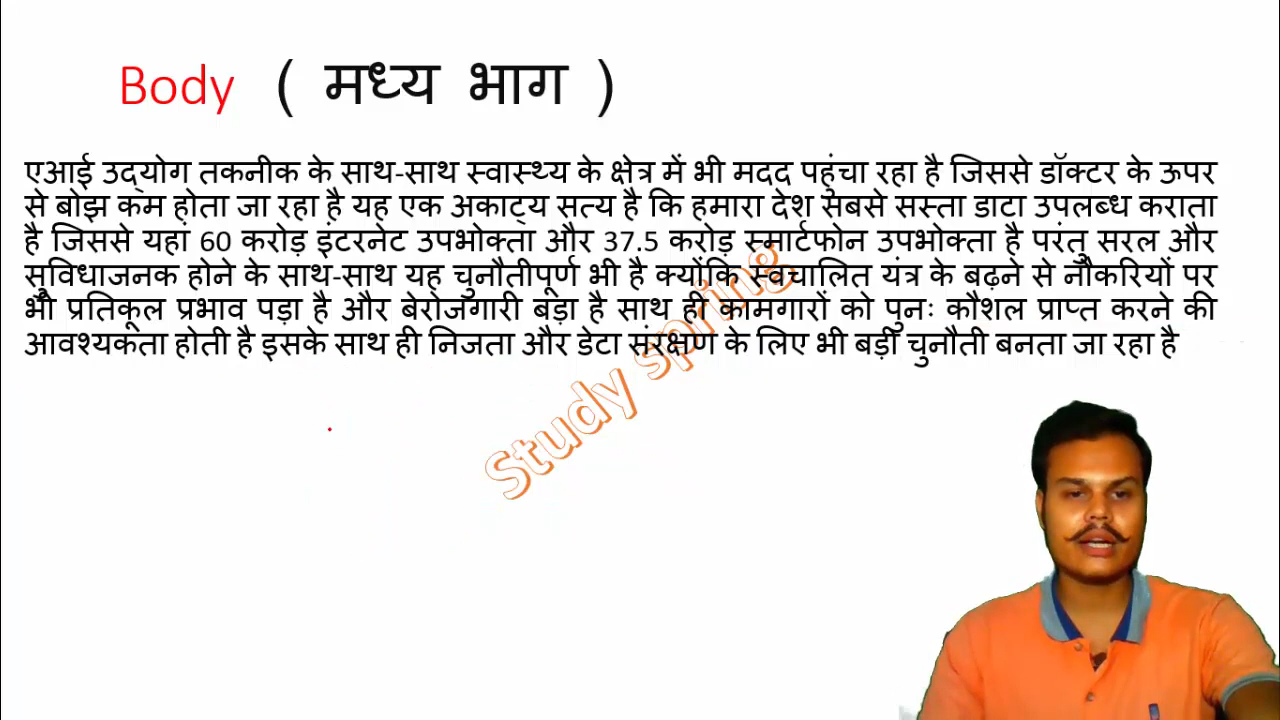 Body ( मध्य भाग )
एआई उद्योग तकनीक के साथ-साथ स्वास्थ्य के क्षेत्र में भी मदद पहुंचा रहा है जिससे डॉक्टर के ऊपर
से बोझ कम होता जा रहा है यह एक अकाट्य सत्य है कि हमारा देश सबसे सस्ता डाटा उपलब्ध कराता
है जिससे यहां 60 करोड़ इंटरनेट उपभोक्ता और 37.5 करोड़ स्मार्टफोन उपभोक्ता है परंतु सरल और
सुविधाजनक होने के साथ-साथ यह चुनौतीपूर्ण भी है क्योंकि स्वचालित यंत्र के बढ़ने से नौकरियों पर
भी प्रतिकूल प्रभाव पड़ा है और बेरोजगारी बड़ा है साथ ही कामगारों को पुनः कौशल प्राप्त करने की
आवश्यकता होती है इसके साथ ही निजता और डेटा संरक्षण के लिए भी बड़ी चुनौती बनता जा रहा है
Study spring